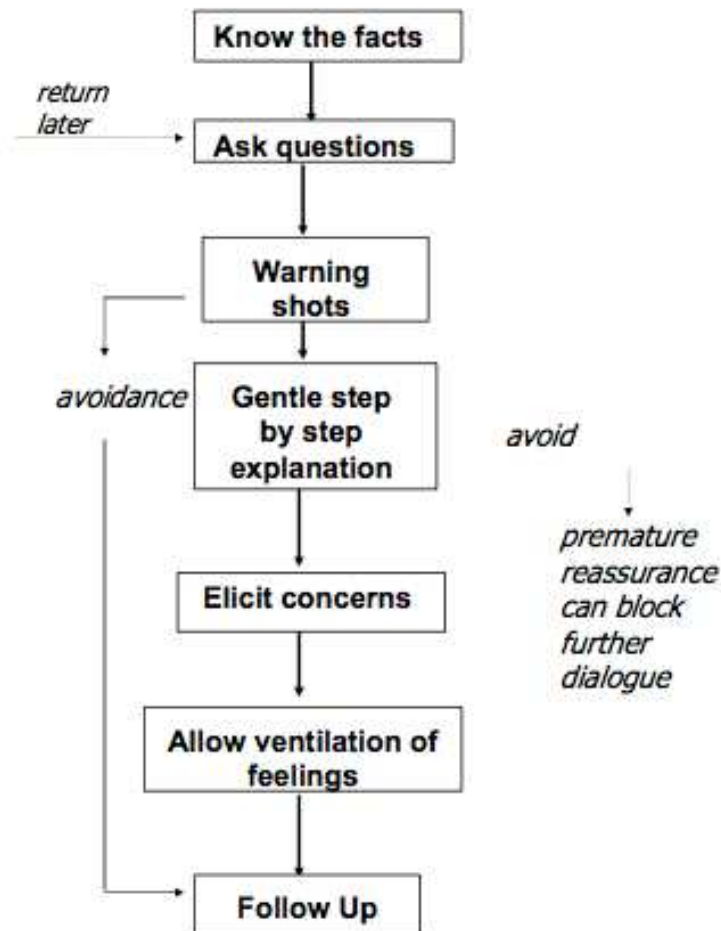 Know the facts
return
later
Ask questions
Warning
shots
avoidance
Gentle step
by step
explanation
avoid
premature
reassurance
can block
further
dialogue
Elicit concerns
Allow ventilation of
feelings
Follow Up